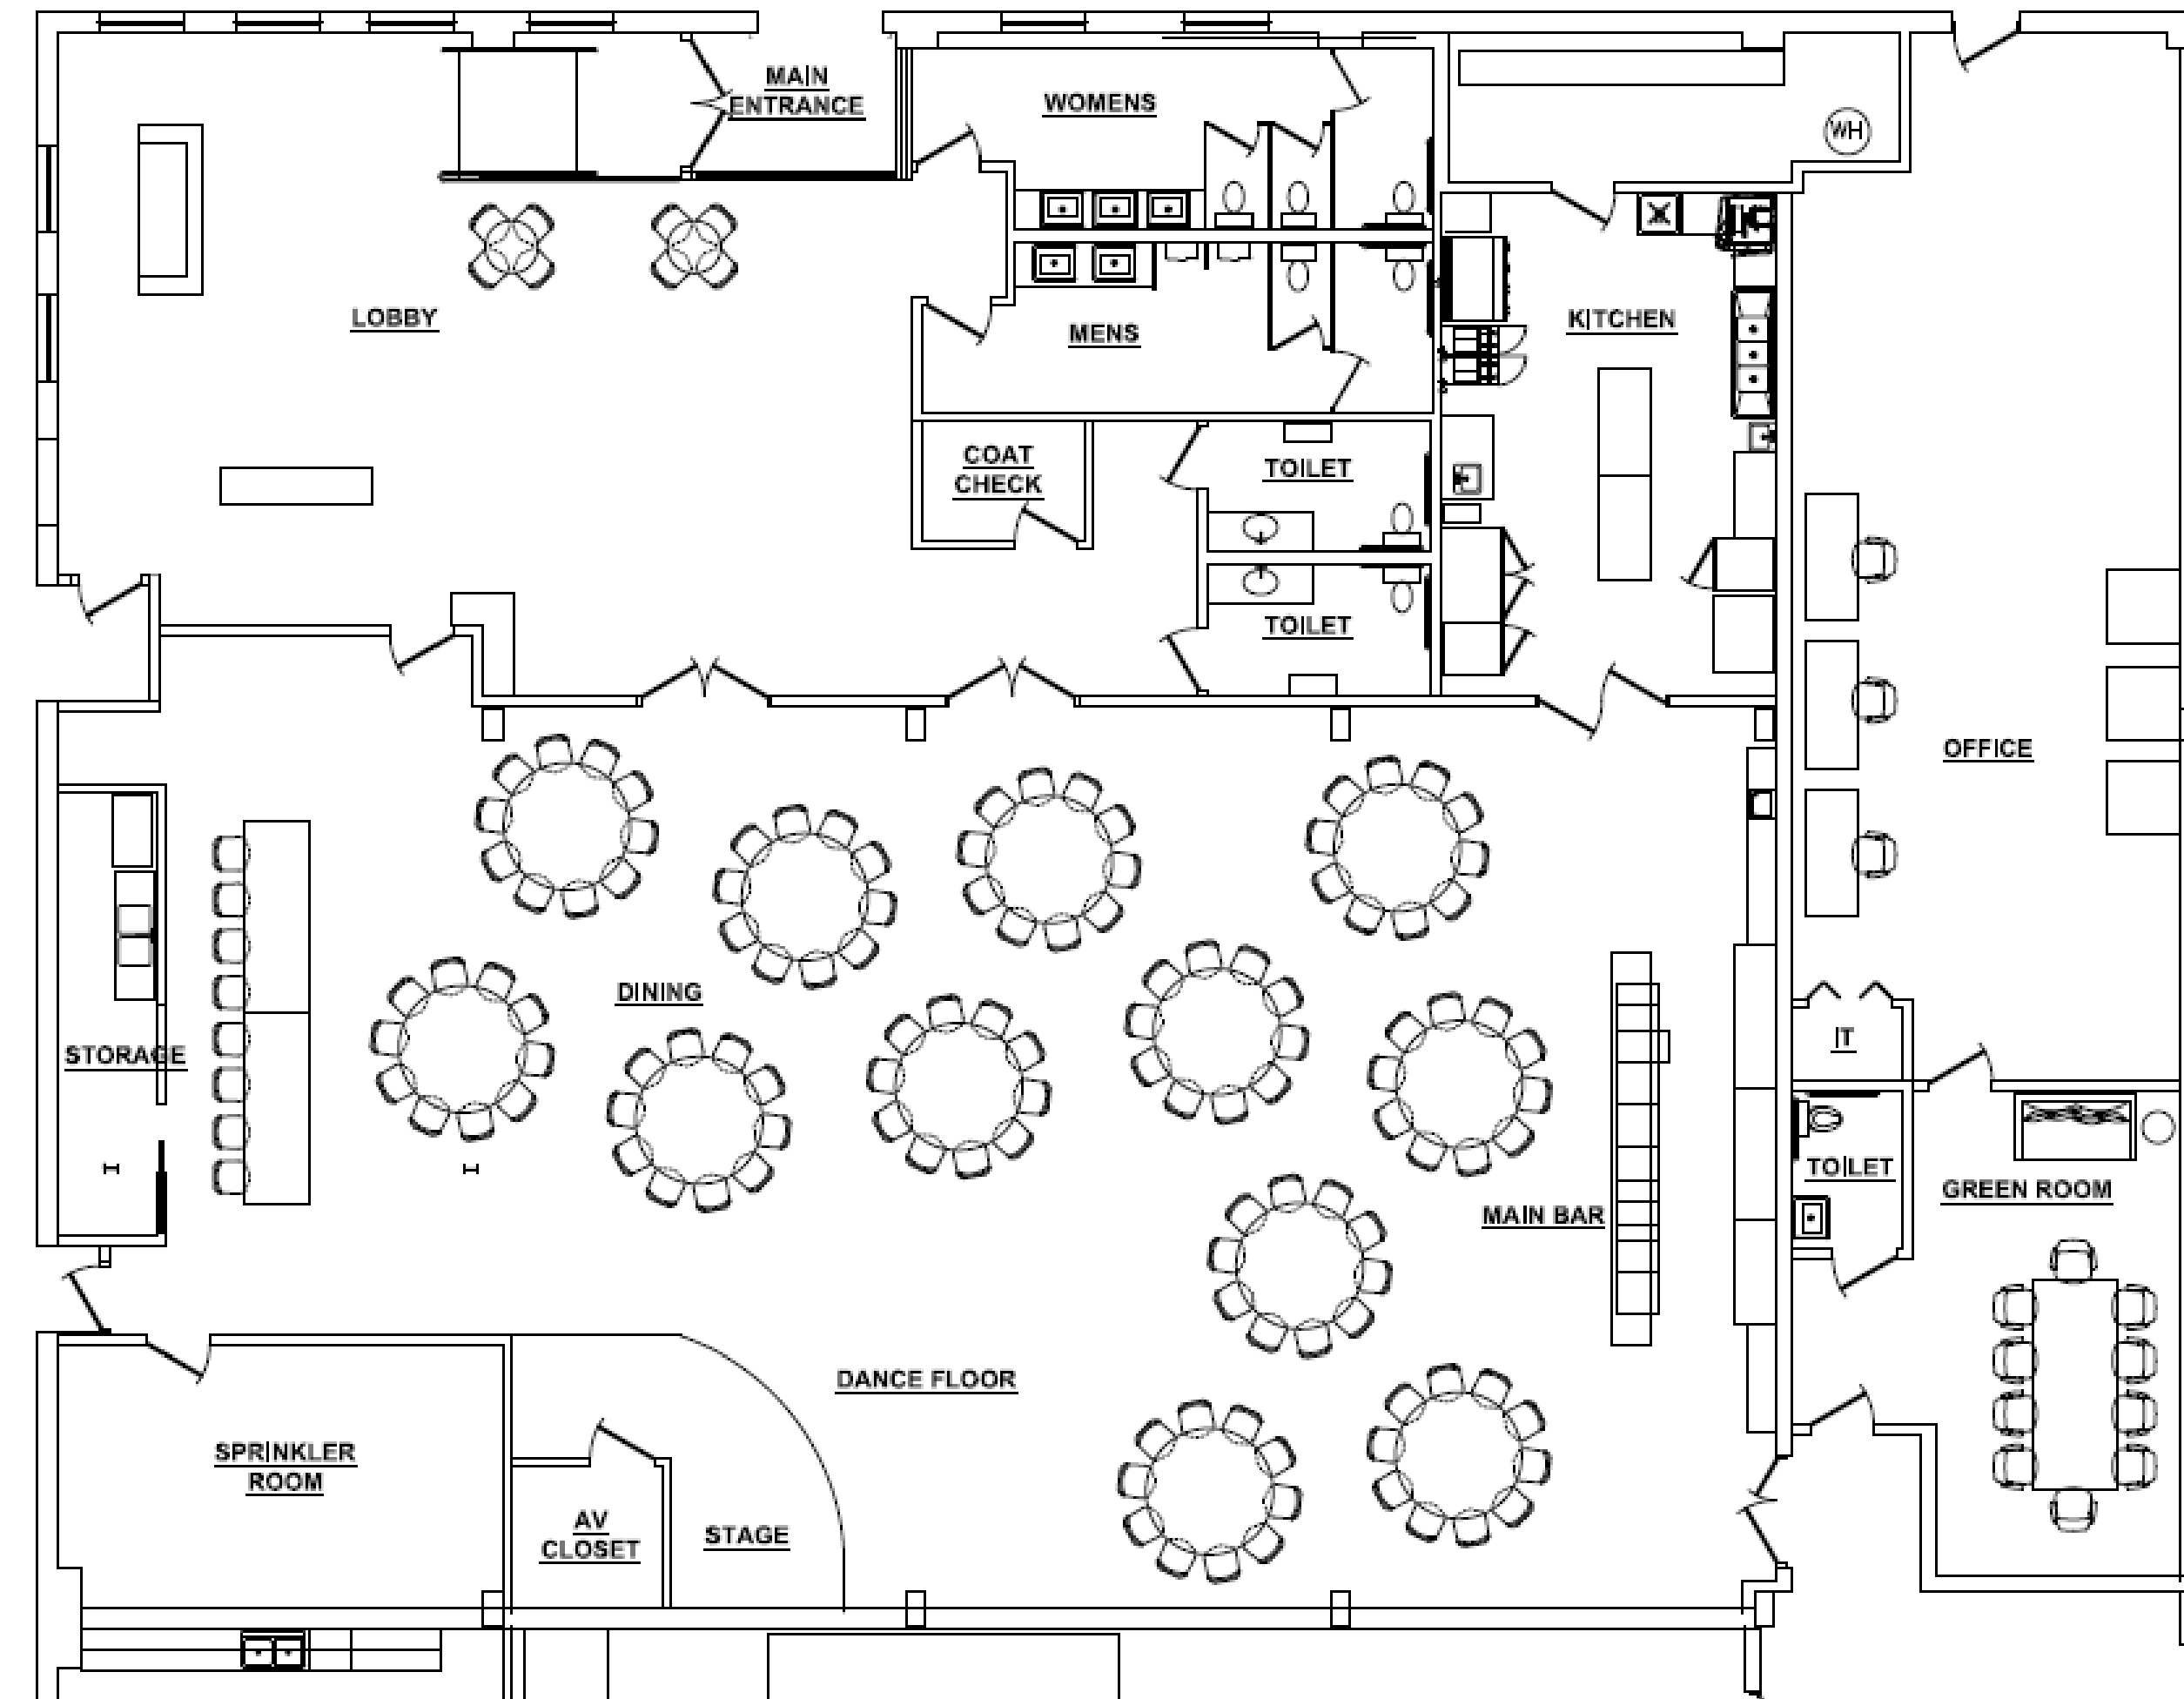 MAIN
ENTRANCE
WOMENS
WH
LOBBY
MENS
KITCHEN
COAT
CHECK
TOILET
TOILET
OFFICE
DINING
STORAGE
IT
TOILET
GREEN ROOM
MAIN BAR
DANCE FLOOR
SPRINKLER
ROOM
AV
CLOSET
STAGE